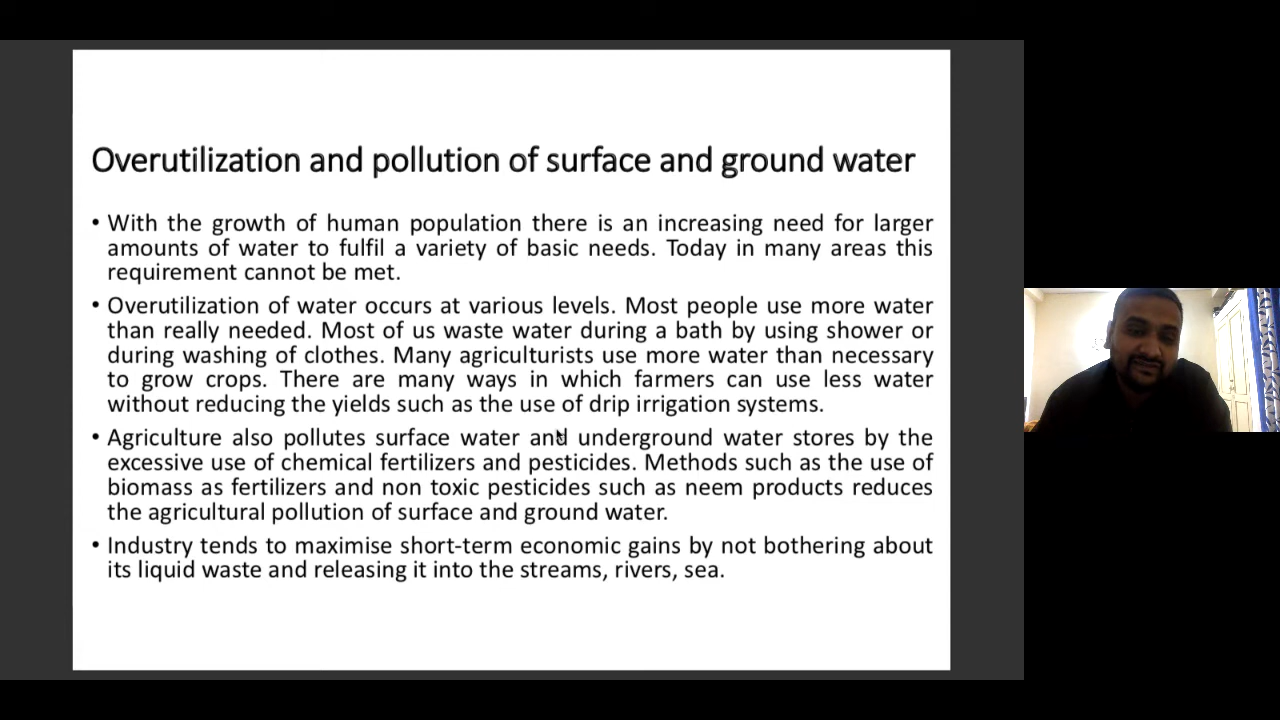 Overutilization and pollution of surface and ground water
• With the growth of human population there is an increasing need for larger
amounts of water to fulfil a variety of basic needs. Today in many areas this
requirement cannot be met.
• Overutilization of water occurs at various levels. Most people use more water
than really needed. Most of us waste water during a bath by using shower or
during washing of clothes. Many agriculturists use more water than necessary
to grow crops. There are many ways in which farmers can use less water
without reducing the yields such as the use of drip irrigation systems.
• Agriculture also pollutes surface water and underground water stores by the
excessive use of chemical fertilizers and pesticides. Methods such as the use of
biomass as fertilizers and non toxic pesticides such as neem products reduces
the agricultural pollution of surface and ground water.
• Industry tends to maximise short-term economic gains by not bothering about
its liquid waste and releasing it into the streams, rivers, sea.